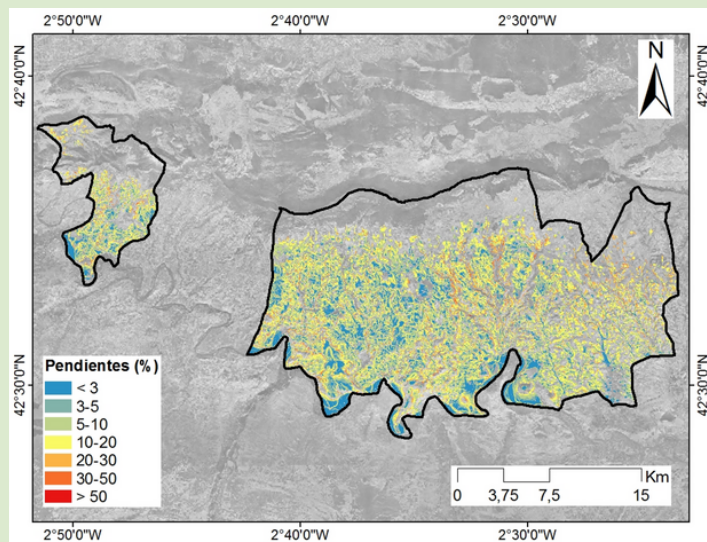 2°50'0"W
2°40'0"W
2°30'0"W
42°40'0"N
42°40'0"N
N
42°30'0"N
42°30'0"N
Pendientes (%)
< 3
3-5
5-10
10-20
20-30
30-50
> 50
Km
0 3,75 7,5 15
2°50'0"W
2°40'0"W
2°30'0"W